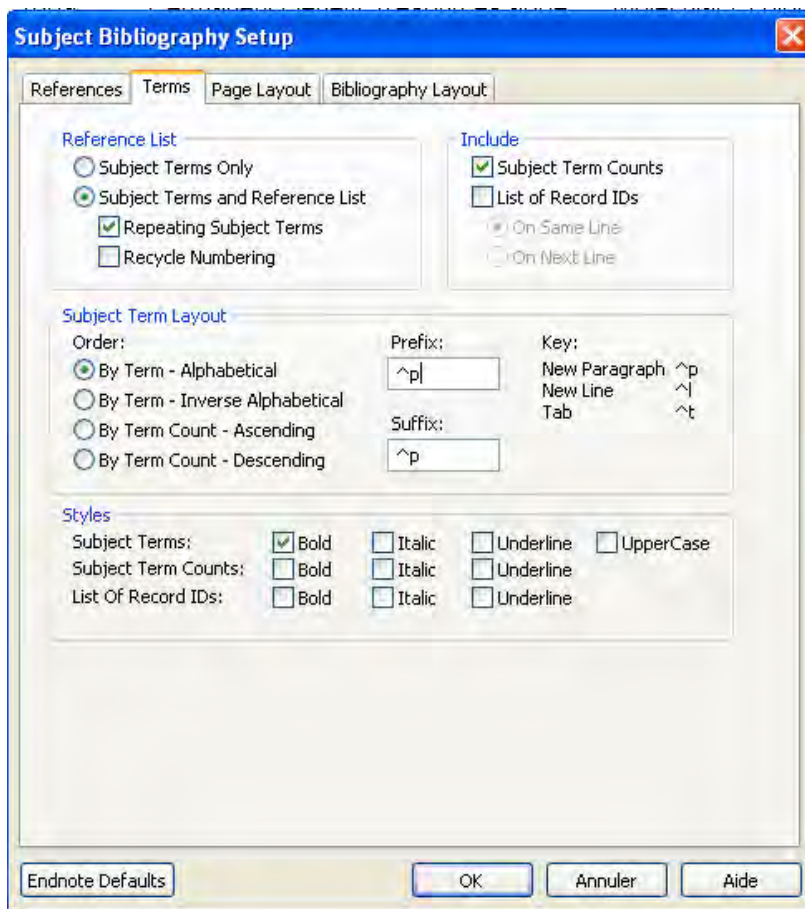 Subject Bibliography Setup
References Terms Page Layout Bibliography Layout
Reference List
Subject Terms Only
Subject Terms and Reference List
Repeating Subject Terms
Recycle Numbering
Include
Subject Term Counts
List of Record IDs
On Same Line
On Next Line
Subject Term Layout
Order:
By Term - Alphabetical
By Term - Inverse Alphabetical
By Term Count - Ascending
By Term Count - Descending
Prefix:
^p
Suffix:
^p
Key:
New Paragraph ^p
New Line ^l
Tab ^t
Styles
Subject Terms: Bold Italic Underline UpperCase
Subject Term Counts: Bold Italic Underline
List Of Record IDs: Bold Italic Underline
Endnote Defaults OK Annuler Aide